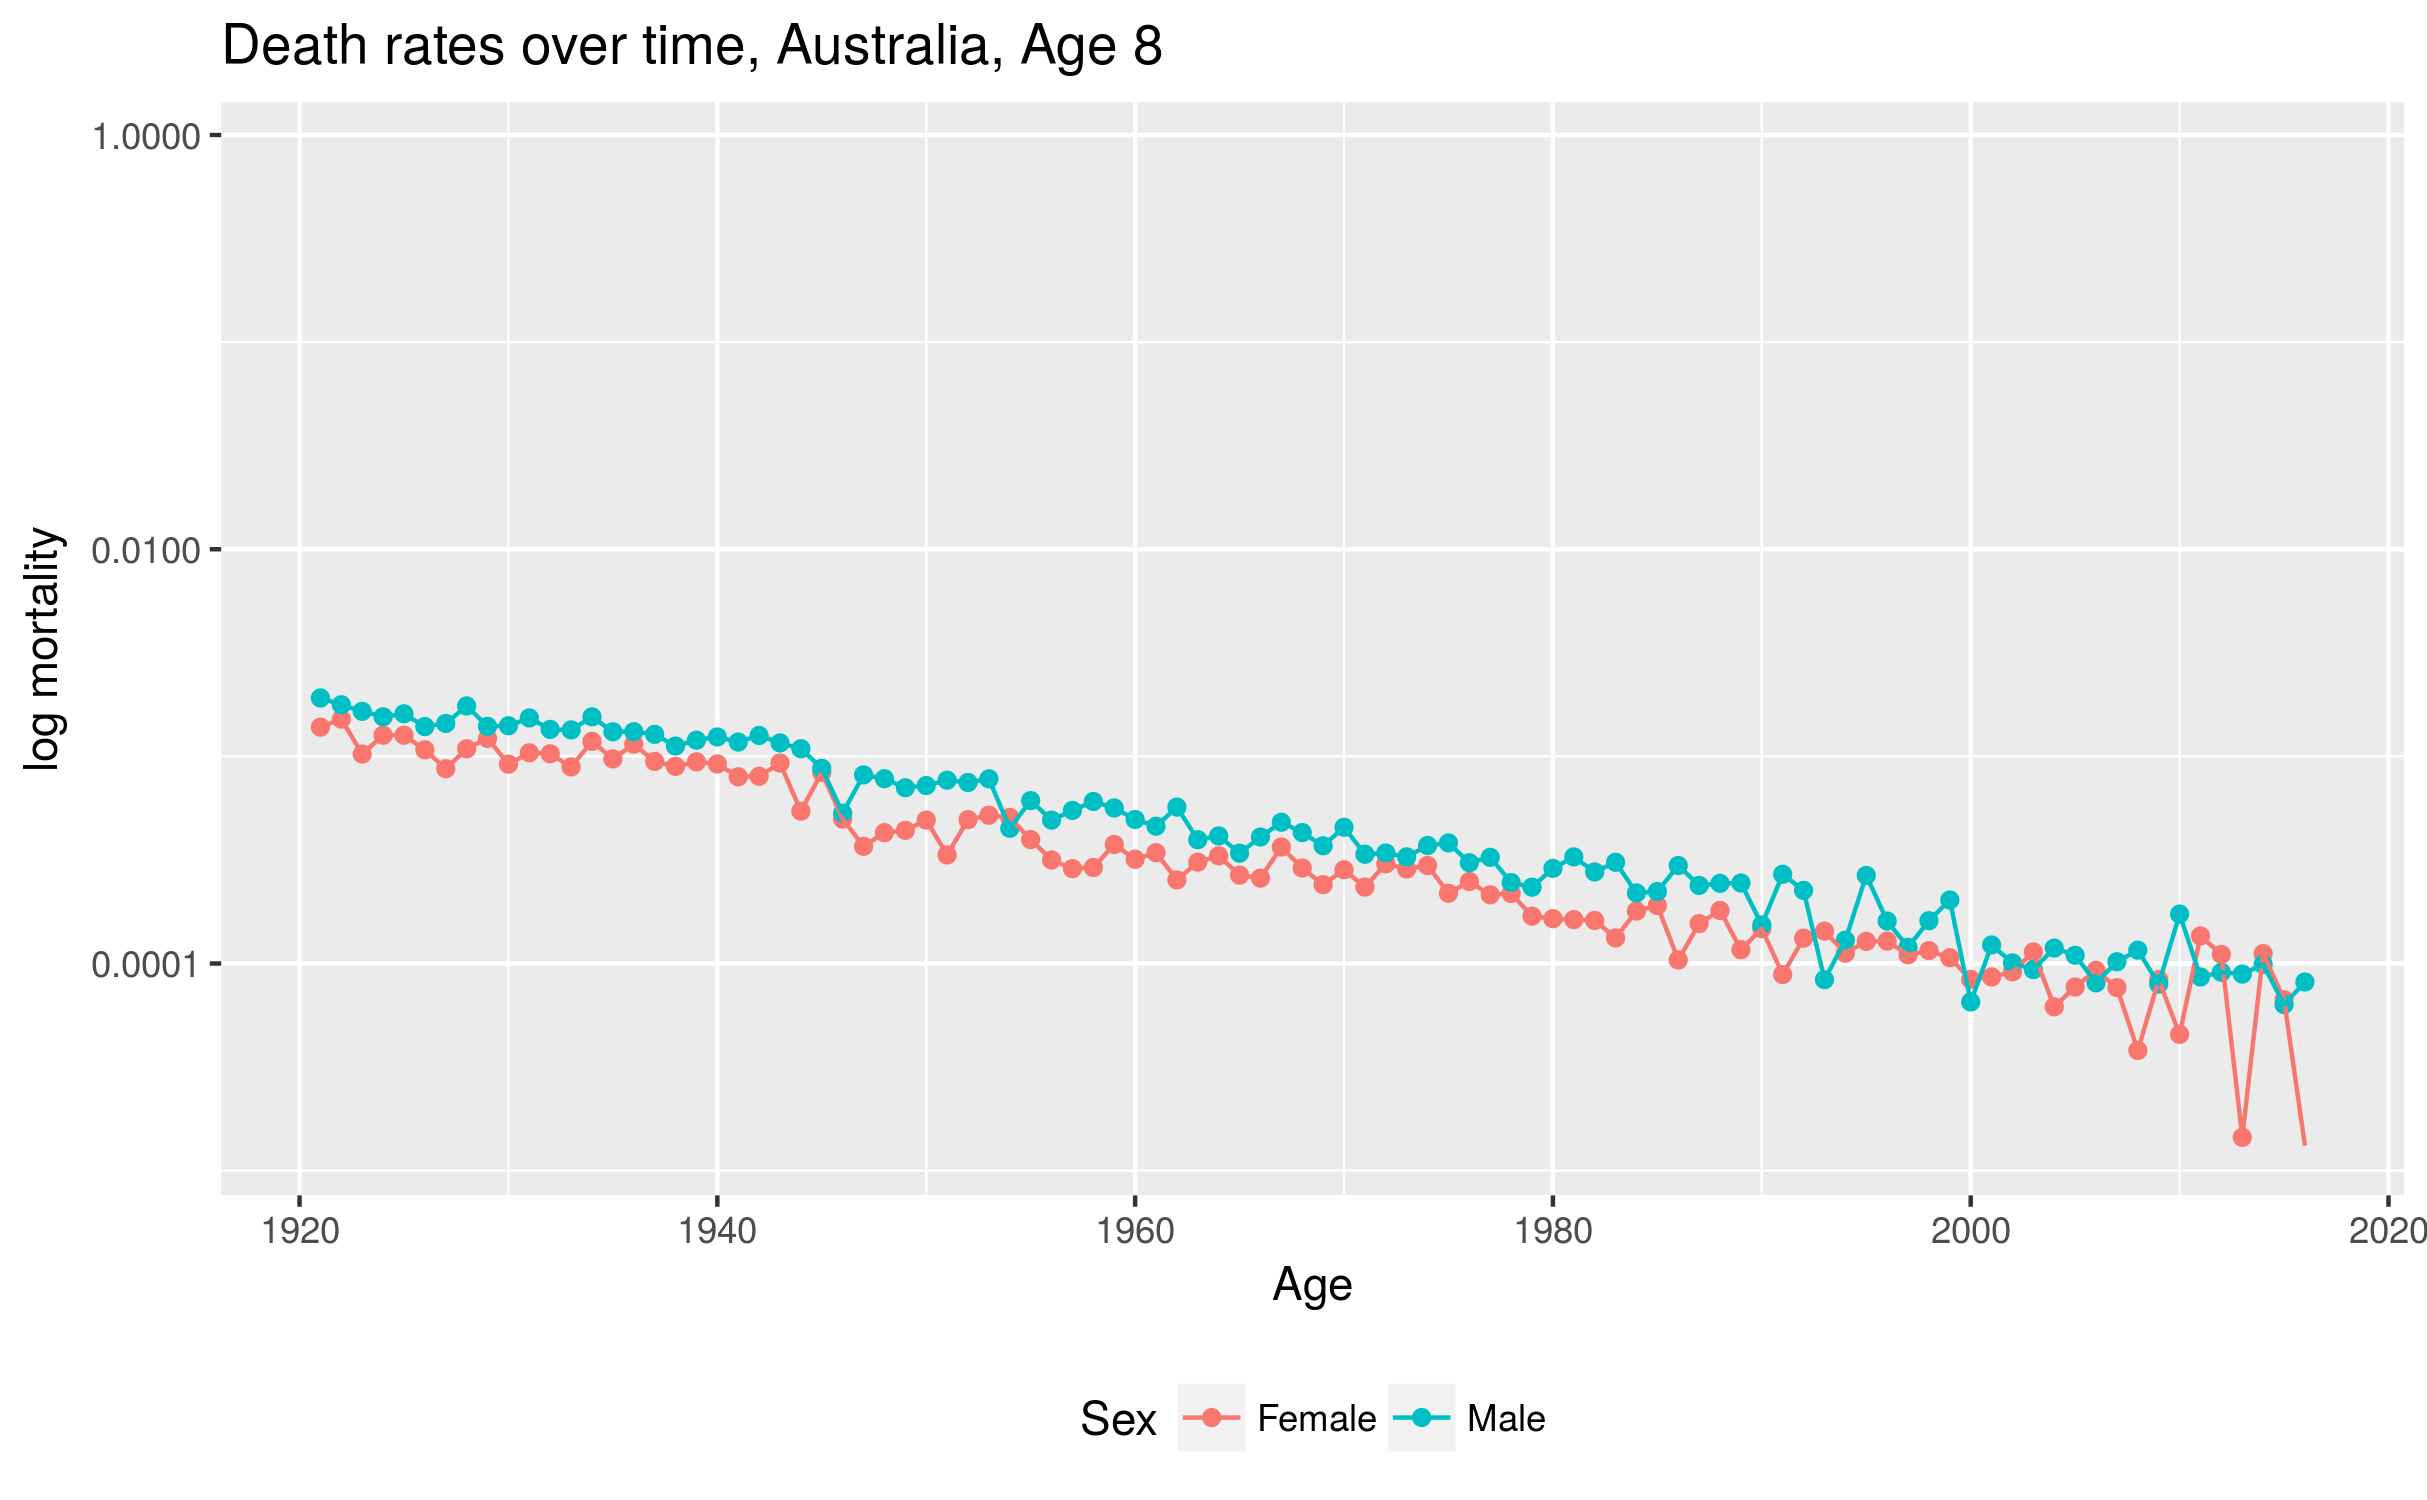 Death rates over time, Australia, Age 8
1.0000
0.0100
0.0001
log mortality
1920 1940 1960 1980 2000 2020
Age
Sex Female Male